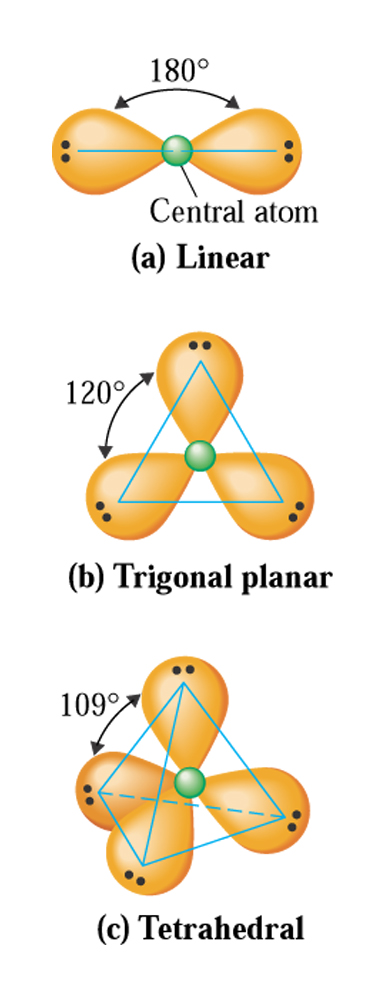 180°
Central atom
(a) Linear
120°
(b) Trigonal planar
109°
(c) Tetrahedral